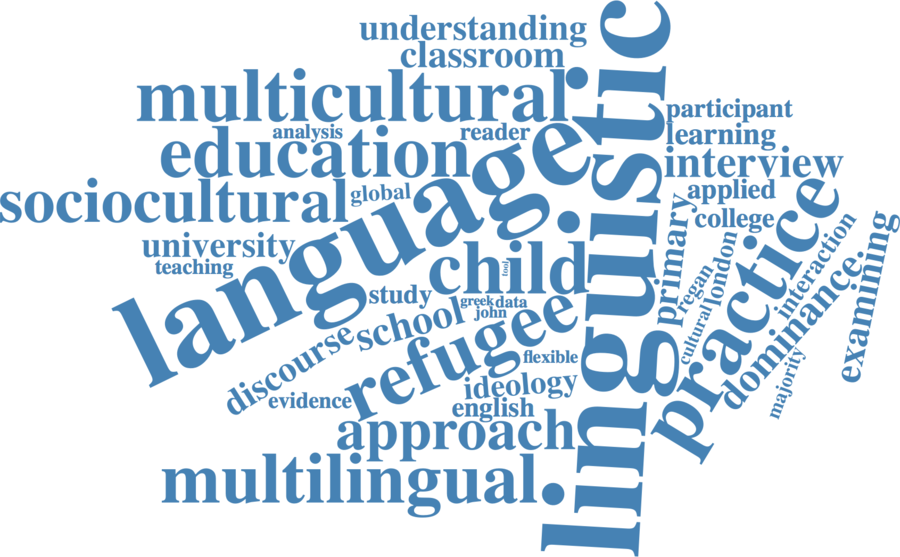 understanding
classroom
multicultural
participant
analysis
reader
learning
education
linguistic
interview
language
sociocultural
global
applied
college
university
teaching
child
tool
primary
regan
london
cultural
practice
interaction
dominance
examining
majority
study
school
greek
data
john
discourse
refugee
flexible
ideology
evidence
english
approach
multilingual